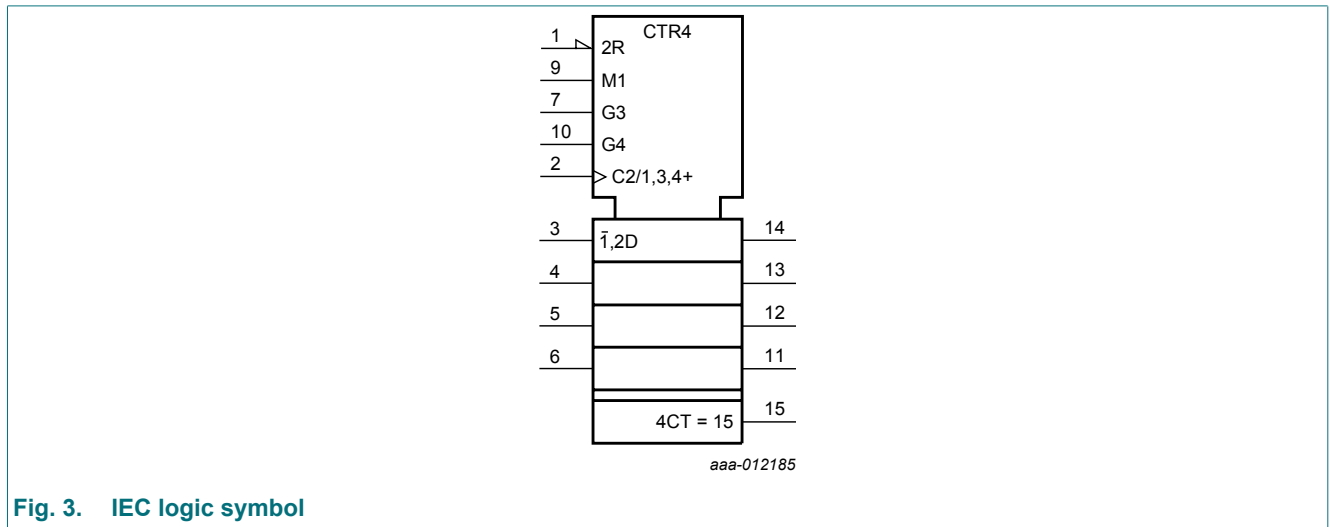 CTR4
1
2R
9
M1
7
G3
10
G4
2
C2/1,3,4+
3
1̄,2D
14
4
13
5
12
6
11
4CT = 15
15
aaa-012185
Fig. 3. IEC logic symbol